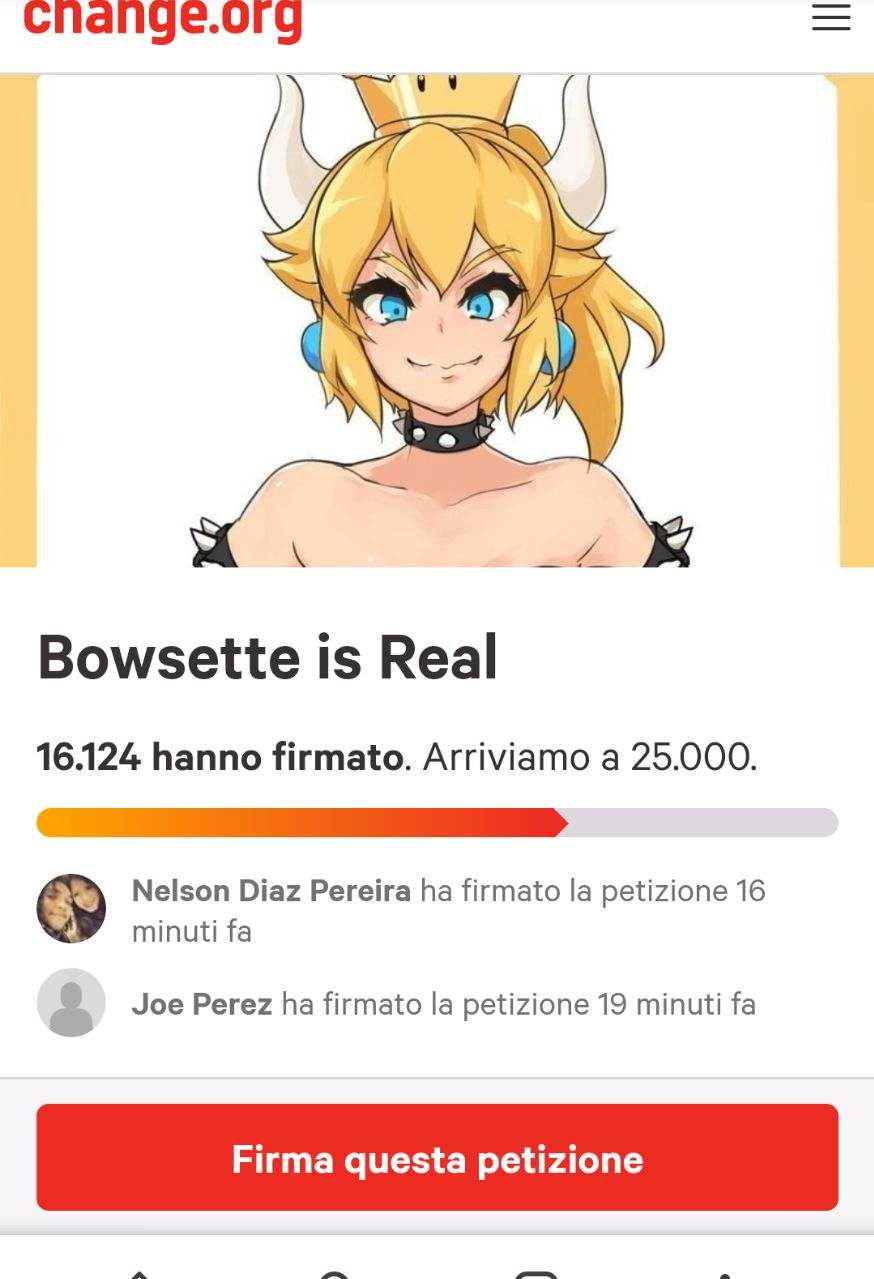 change.org
Bowsette is Real
16.124 hanno firmato. Arriviamo a 25.000.
Nelson Diaz Pereira ha firmato la petizione 16
minuti fa
Joe Perez ha firmato la petizione 19 minuti fa
Firma questa petizione